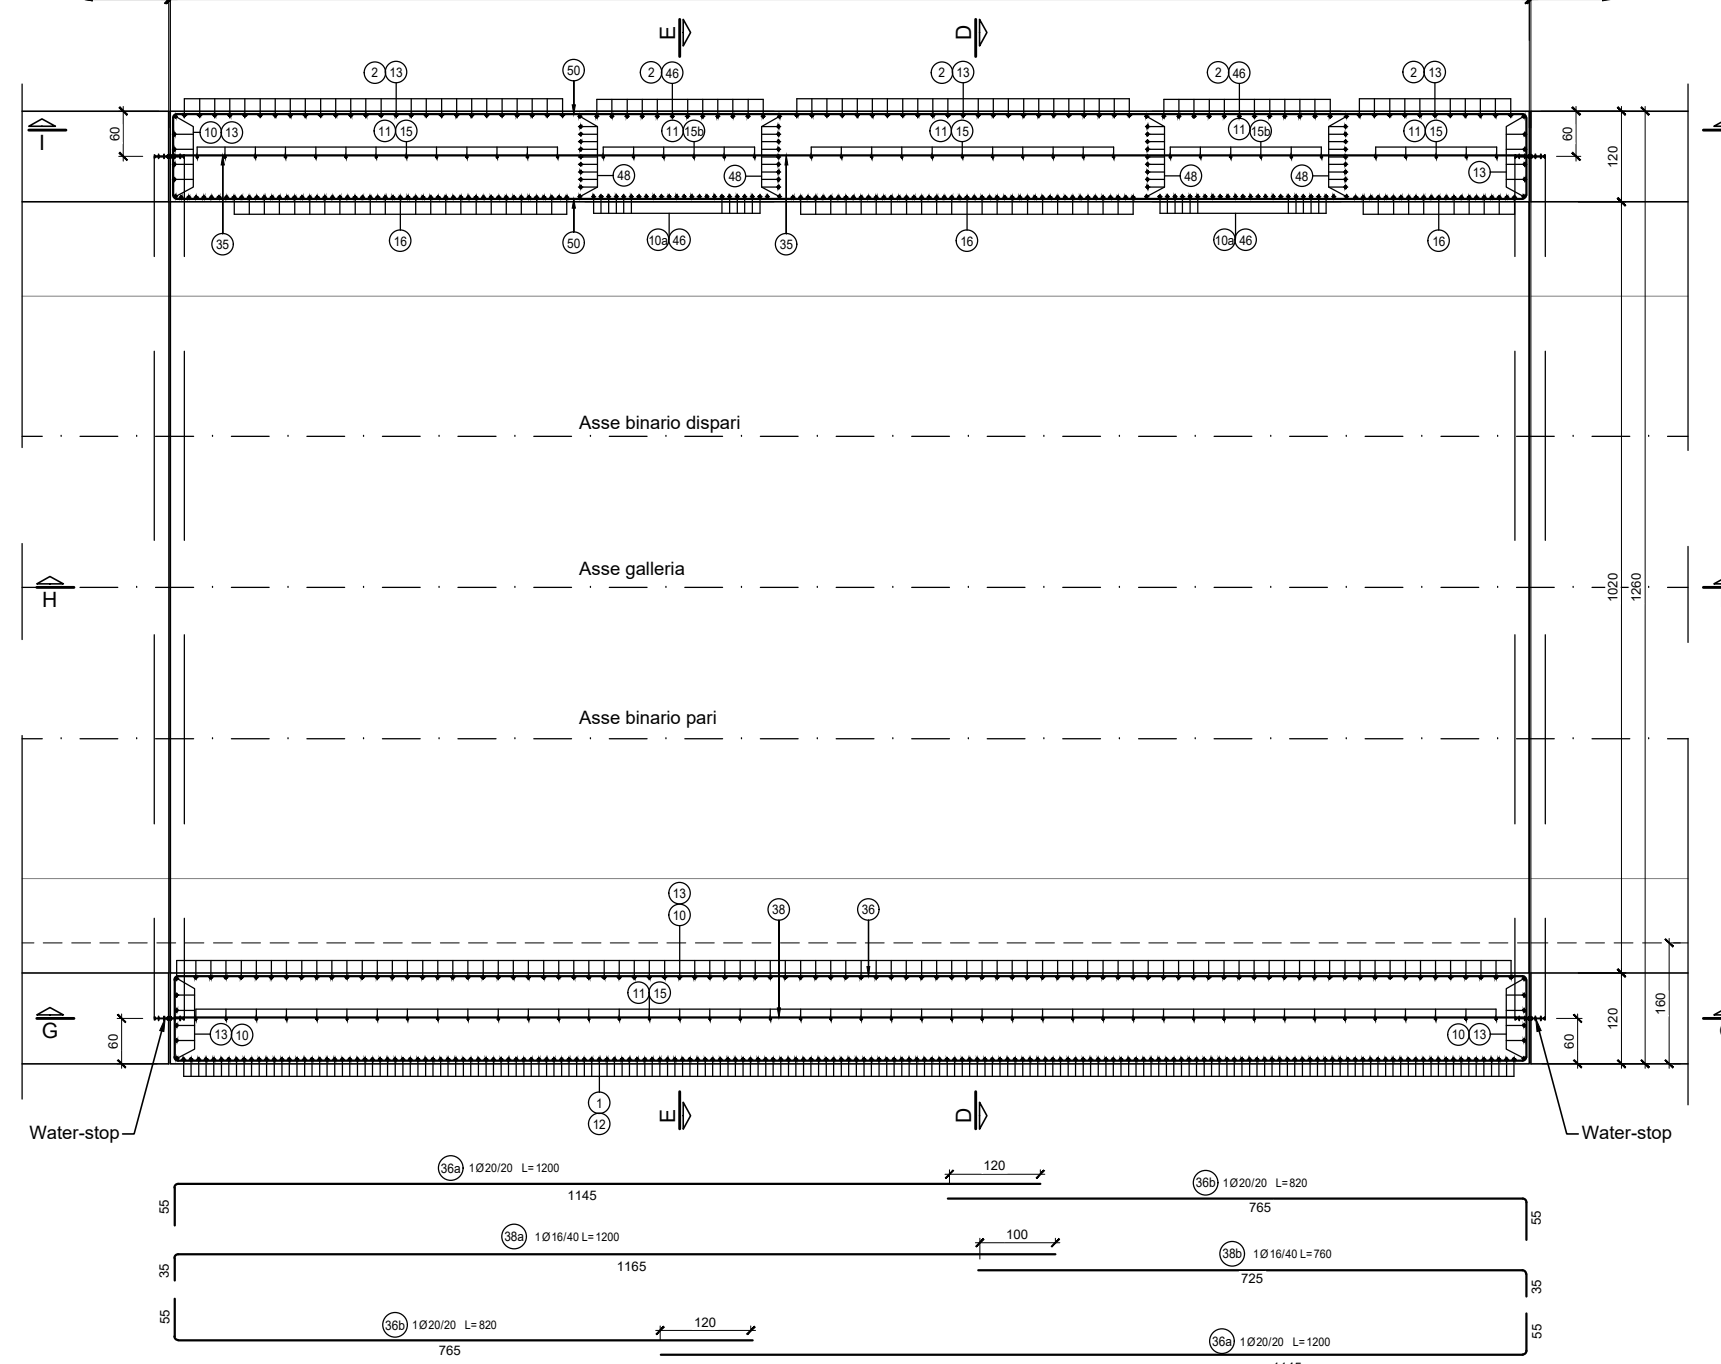 E D
2 13 50 2 46 2 13 2 46 2 13
I
60 10 13 11 15 11 15b 11 15 11 15b 11 15 60 120
48 48 48 48 13
35 16 50 10a 46 35 16 10a 46 16
Asse binario dispari
Asse galleria
H
1020 1260
Asse binario pari
13
10
38 36
11 15
G
60 13 10 10 13 60 120 160
1
12
E D
Water-stop Water-stop
36a 1Ø20/20 L=1200 120
55 1145 36b 1Ø20/20 L=820
765 55
38a 1Ø16/40 L=1200 100
35 1165 38b 1Ø16/40 L=760
725 35
55 36b 1Ø20/20 L=820 120
765 36a 1Ø20/20 L=1200 55